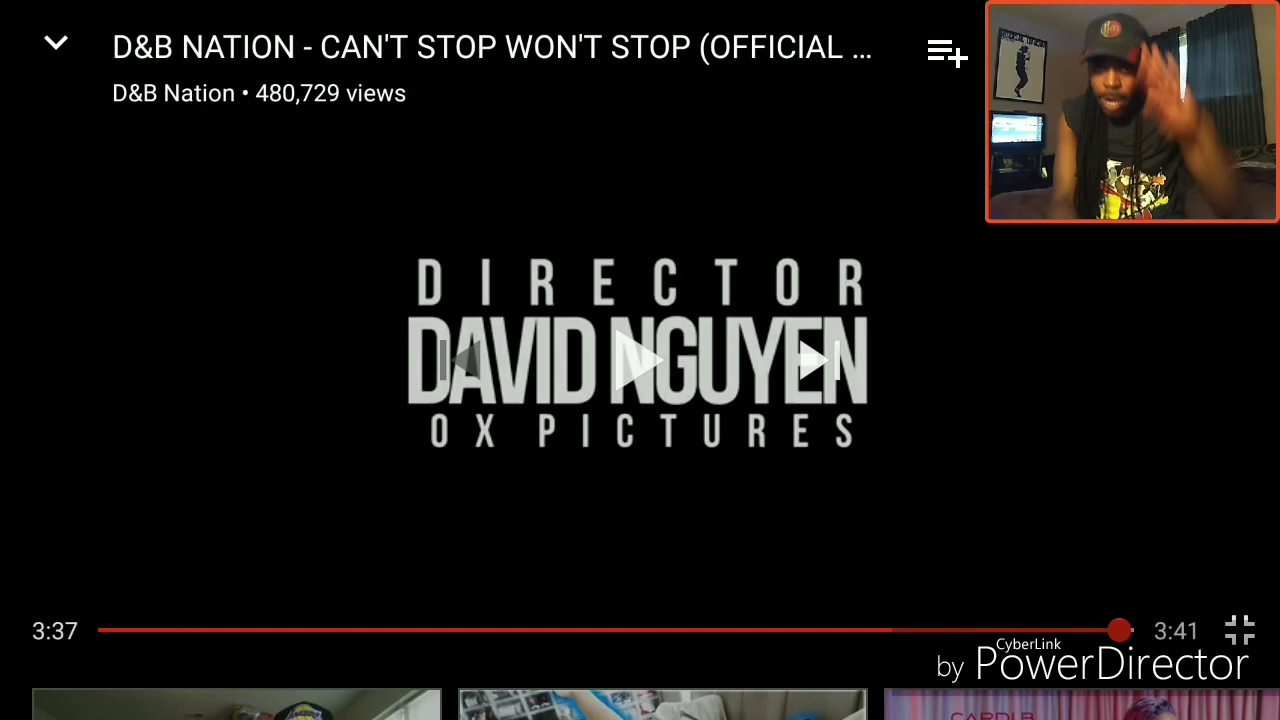 D&B NATION - CAN'T STOP WON'T STOP (OFFICIAL ...
D&B Nation • 480,729 views
DIRECTOR
DAVID NGUYEN
OX PICTURES
3:37
3:41
CyberLink
by PowerDirector
CARDI B